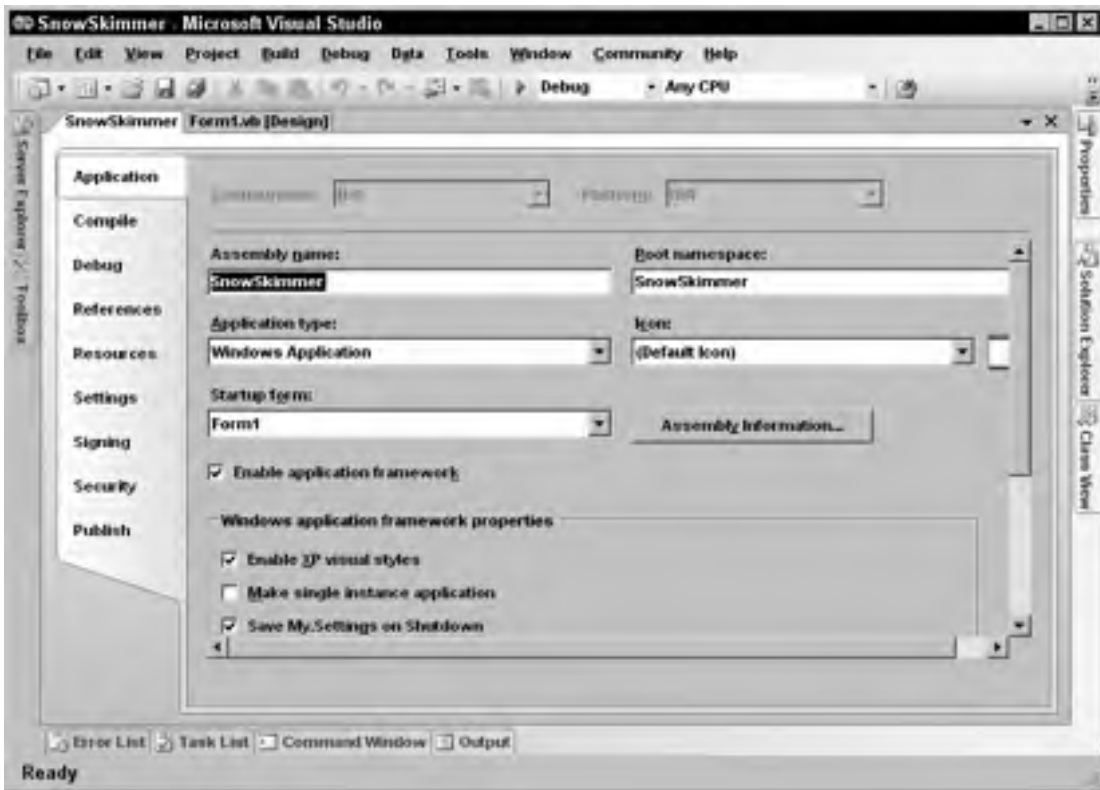 SnowSkimmer - Microsoft Visual Studio
File Edit View Project Build Debug Data Tools Window Community Help
Debug Any CPU
SnowSkimmer Form1.vb [Design]
Server Explorer
Toolbox
Application
Compile
Debug
References
Resources
Settings
Signing
Security
Publish
Assembly name: Root namespace:
SnowSkimmer SnowSkimmer
Application type: Icon:
Windows Application (Default Icon)
Startup form:
Form1 Assembly Information...
Enable application framework
Windows application framework properties
Enable XP visual styles
Make single instance application
Save My.Settings on Shutdown
Properties
Solution Explorer
Class View
Error List Task List Command Window Output
Ready